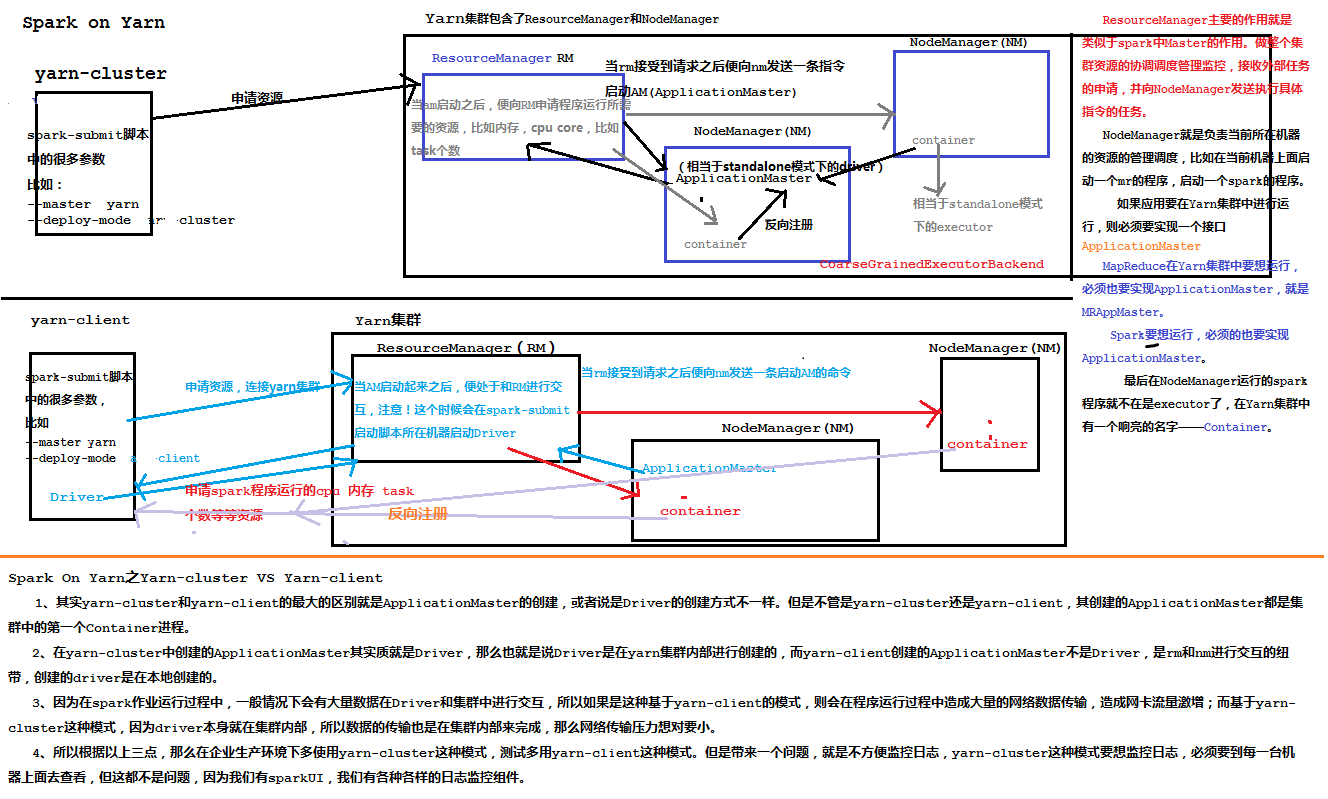 Spark on Yarn
Yarn集群包含了ResourceManager和NodeManager
yarn-cluster
申请资源
spark-submit脚本
中的很多参数
比如：
--master yarn
--deploy-mode cluster
ResourceManager RM
当rm接受到请求之后便向nm发送一条指令
启动AM(ApplicationMaster)
当am启动之后，便向RM申请程序运行所需
要的资源，比如内存，cpu core，比如
task个数
NodeManager(NM)
container
相当于standalone模式
下的executor
NodeManager(NM)
（相当于standalone模式下的driver）
ApplicationMaster
反向注册
container
CoarseGrainedExecutorBackend
ResourceManager主要的作用就是
类似于spark中Master的作用。做整个集
群资源的协调调度管理监控，接收外部任务
的申请，并向NodeManager发送执行具体
指令的任务。
NodeManager就是负责当前所在机器
的资源的管理调度，比如在当前机器上面启
动一个mr的程序，启动一个spark的程序。
如果应用要在Yarn集群中进行运
行，则必须要实现一个接口
ApplicationMaster
MapReduce在Yarn集群中要想运行，
必须也要实现ApplicationMaster，就是
MRAppMaster。
Spark要想运行，必须的也要实现
ApplicationMaster。
最后在NodeManager运行的spark
程序就不在是executor了，在Yarn集群中
有一个响亮的名字——Container。
yarn-client
Yarn集群
spark-submit脚本
中的很多参数，
比如
--master yarn
--deploy-mode client
Driver
申请资源，连接yarn集群
ResourceManager（RM）
当AM启动起来之后，便处于和RM进行交
互，注意！这个时候会在spark-submit
启动脚本所在机器启动Driver
当rm接受到请求之后便向nm发送一条启动AM的命令
NodeManager(NM)
container
NodeManager(NM)
ApplicationMaster
container
申请spark程序运行的cpu 内存 task
个数等等资源
反向注册
Spark On Yarn之Yarn-cluster VS Yarn-client
1、其实yarn-cluster和yarn-client的最大的区别就是ApplicationMaster的创建，或者说是Driver的创建方式不一样。但是不管是yarn-cluster还是yarn-client，其创建的ApplicationMaster都是集
群中的第一个Container进程。
2、在yarn-cluster中创建的ApplicationMaster其实质就是Driver，那么也就是说Driver是在yarn集群内部进行创建的，而yarn-client创建的ApplicationMaster不是Driver，是rm和nm进行交互的纽
带，创建的driver是在本地创建的。
3、因为在spark作业运行过程中，一般情况下会有大量数据在Driver和集群中进行交互，所以如果是这种基于yarn-client的模式，则会在程序运行过程中造成大量的网络数据传输，造成网卡流量激增；而基于yarn-
cluster这种模式，因为driver本身就在集群内部，所以数据的传输也是在集群内部来完成，那么网络传输压力想对要小。
4、所以根据以上三点，那么在企业生产环境下多使用yarn-cluster这种模式，测试多用yarn-client这种模式。但是带来一个问题，就是不方便监控日志，yarn-cluster这种模式要想监控日志，必须要到每一台机
器上面去查看，但这都不是问题，因为我们有sparkUI，我们有各种各样的日志监控组件。